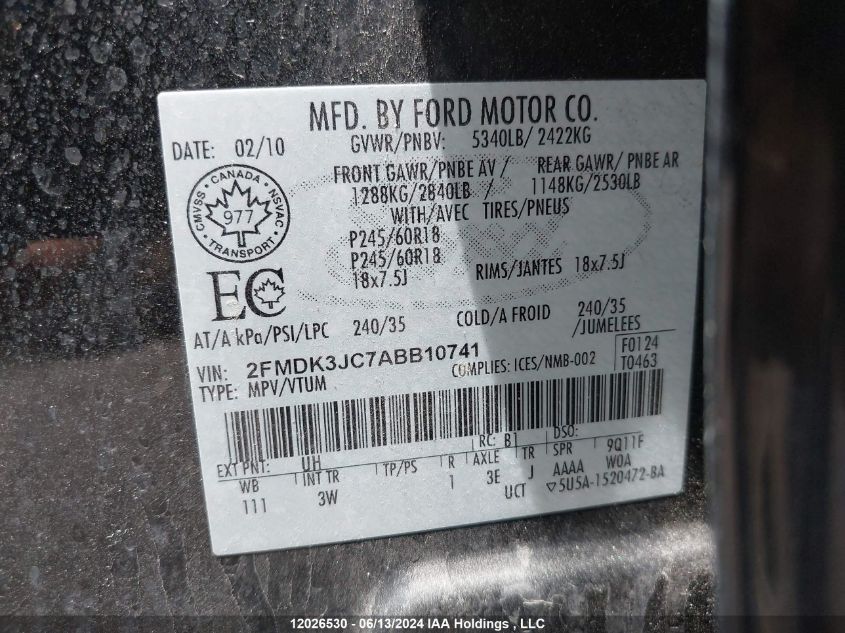 MFD. BY FORD MOTOR CO.
DATE: 02/10 GVWR/PNBV: 5340LB/ 2422KG
FRONT GAWR/PNBE AV / REAR GAWR/ PNBE AR
1288KG/2840LB / 1148KG/2530LB
WITH/AVEC TIRES/PNEUS
CMVSS · CANADA · NSVAC
977
TRANSPORT
P245/60R18
P245/60R18
18x7.5J RIMS/JANTES 18x7.5J
EC
AT/A kPa/PSI/LPC 240/35 COLD/A FROID 240/35
/JUMELEES
VIN: 2FMDK3JC7ABB10741 F0124
TYPE: MPV/VTUM COMPLIES: ICES/NMB-002 T0463
EXT PNT: UH RC: B1 DSO: 9Q11F
WB INT TR TP/PS R AXLE TR SPR W0A
111 3W 1 3E J AAAA
UCT ▽5U5A-1520472-BA
12026530 - 06/13/2024 IAA Holdings , LLC